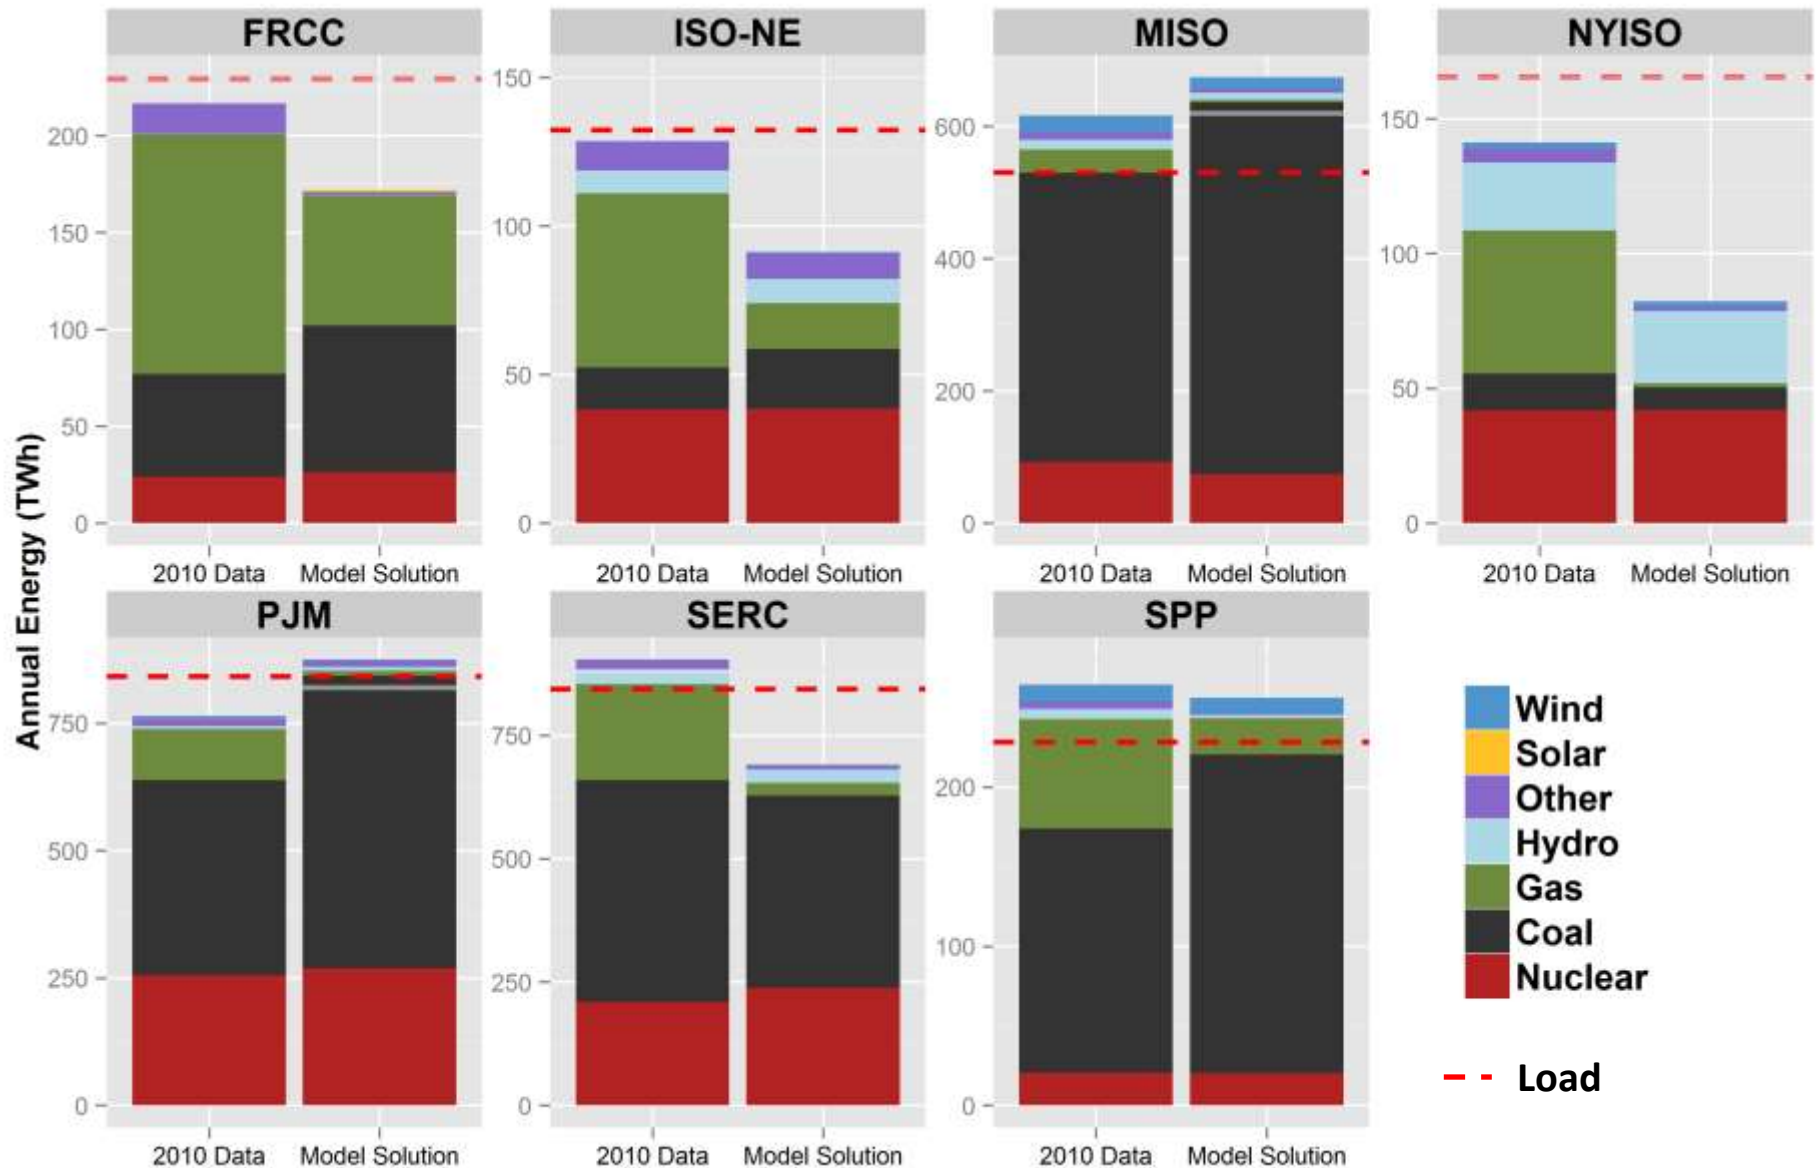 FRCC
ISO-NE
MISO
NYISO
Annual Energy (TWh)
200
150
100
50
0
150
100
50
0
600
400
200
0
150
100
50
0
2010 Data Model Solution
2010 Data Model Solution
2010 Data Model Solution
2010 Data Model Solution
PJM
SERC
SPP
750
500
250
0
750
500
250
0
200
100
0
2010 Data Model Solution
2010 Data Model Solution
2010 Data Model Solution
Wind
Solar
Other
Hydro
Gas
Coal
Nuclear
Load